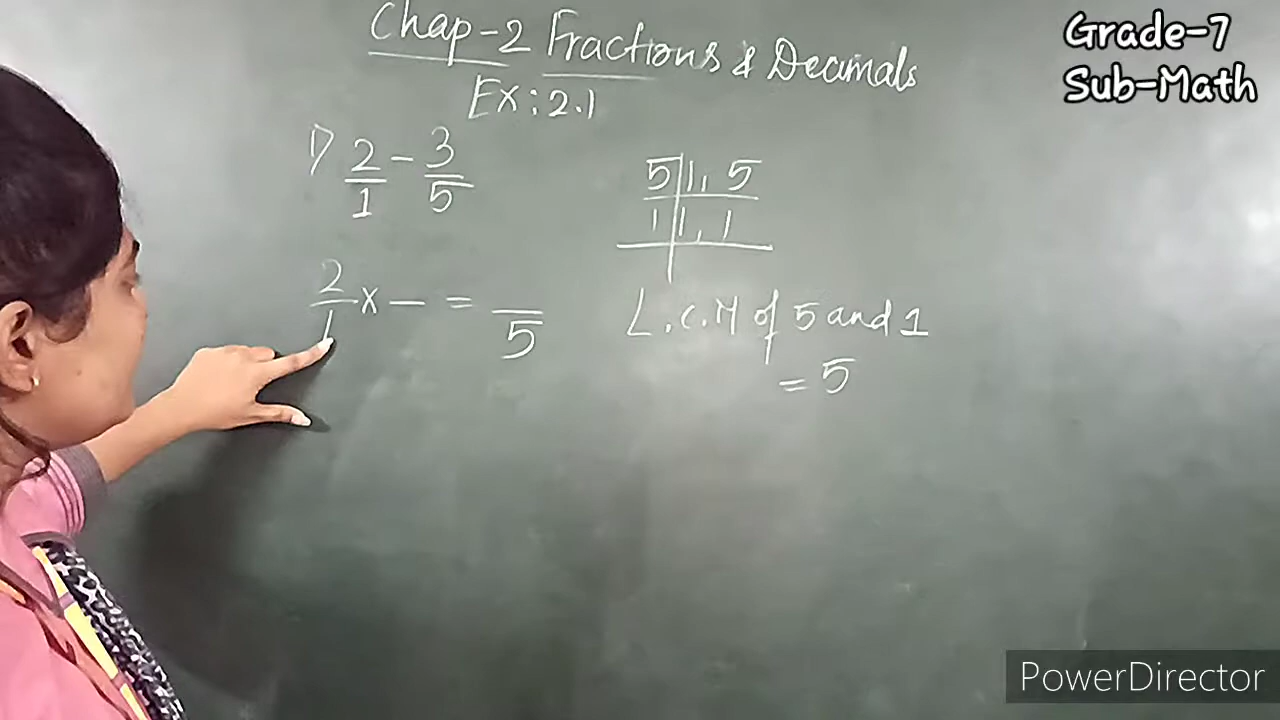 Chap-2 Fractions & Decimals
Ex: 2.1
Grade-7
Sub-Math
1) 2/1 - 3/5
5|1, 5
1|1, 1
2/1 x — = —/5
L.C.M of 5 and 1
= 5
PowerDirector